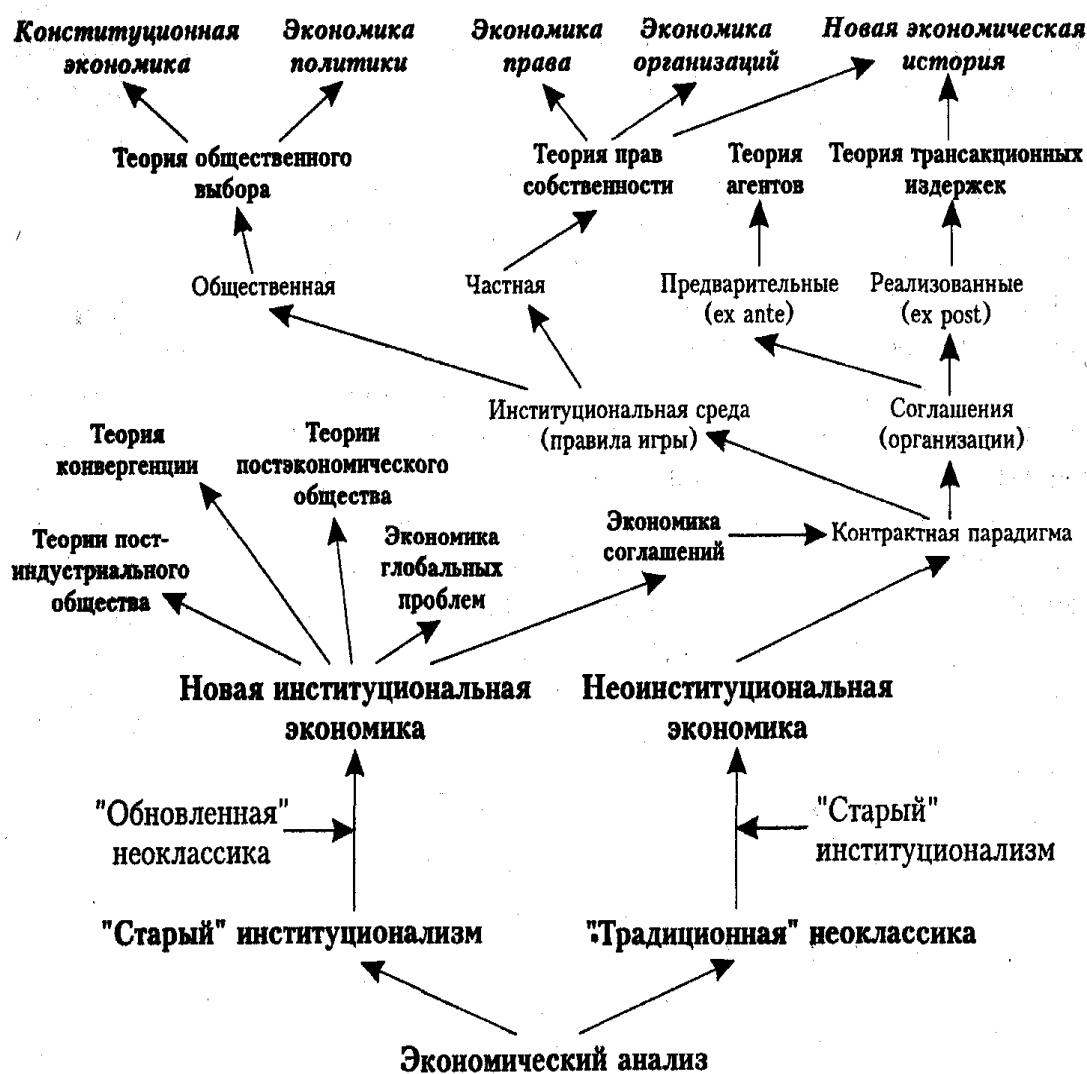 Конституционная
экономика
Экономика
политики
Экономика
права
Экономика
организаций
Новая экономическая
история
Теория общественного
выбора
Теория прав
собственности
Теория
агентов
Теория трансакционных
издержек
Общественная
Частная
Предварительные
(ex ante)
Реализованные
(ex post)
Институциональная среда
(правила игры)
Соглашения
(организации)
Теория
конвергенции
Теории
постэкономического
общества
Теории пост-
индустриального
общества
Экономика
глобальных
проблем
Экономика
соглашений
Контрактная парадигма
Новая институциональная
экономика
Неоинституциональная
экономика
"Обновленная"
неоклассика
"Старый"
институционализм
"Старый" институционализм
"Традиционная" неоклассика
Экономический анализ